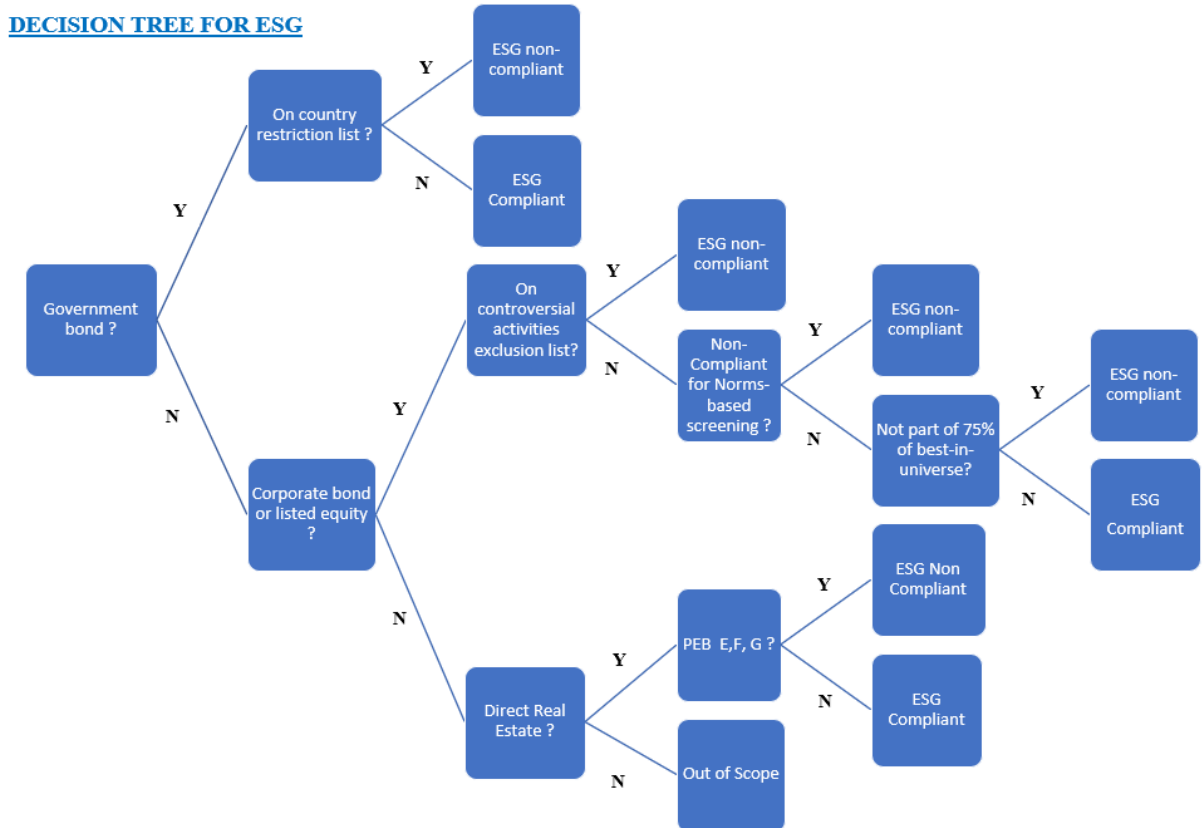 DECISION TREE FOR ESG
ESG non-
compliant
Y
On country
restriction list ?
N
ESG
Compliant
Y
Government
bond ?
N
Corporate bond
or listed equity
?
Y
On
controversial
activities
exclusion list?
Y
ESG non-
compliant
N
Non-
Compliant
for Norms-
based
screening ?
Y
ESG non-
compliant
N
Not part of 75%
of best-in-
universe?
Y
ESG non-
compliant
N
ESG
Compliant
N
Direct Real
Estate ?
Y
PEB E,F, G ?
Y
ESG Non
Compliant
N
ESG
Compliant
N
Out of Scope